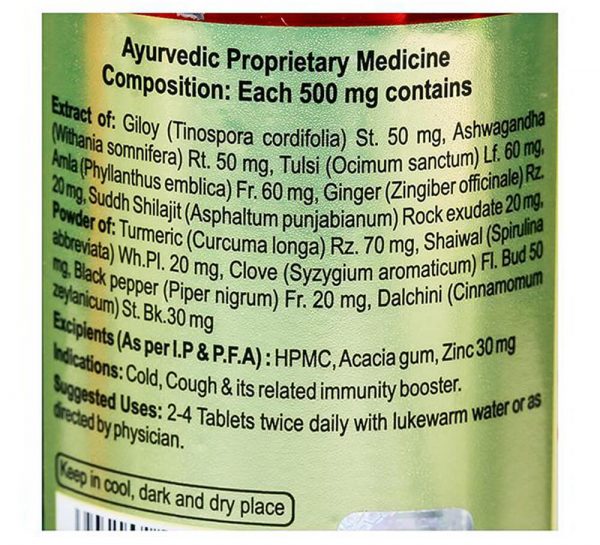 Ayurvedic Proprietary Medicine
Composition: Each 500 mg contains
Extract of: Giloy (Tinospora cordifolia) St. 50 mg, Ashwagandha
(Withania somnifera) Rt. 50 mg, Tulsi (Ocimum sanctum) Lf. 60 mg,
Amla (Phyllanthus emblica) Fr. 60 mg, Ginger (Zingiber officinale) Rz.
20 mg, Suddh Shilajit (Asphaltum punjabianum) Rock exudate 20 mg,
Powder of: Turmeric (Curcuma longa) Rz. 70 mg, Shaiwal (Spirulina
abbreviata) Wh.Pl. 20 mg, Clove (Syzygium aromaticum) Fl. Bud 50
mg, Black pepper (Piper nigrum) Fr. 20 mg, Dalchini (Cinnamomum
zeylanicum) St. Bk.30 mg
Excipients (As per I.P & P.F.A) : HPMC, Acacia gum, Zinc 30 mg
Indications: Cold, Cough & its related immunity booster.
Suggested Uses: 2-4 Tablets twice daily with lukewarm water or as
directed by physician.
Keep in cool, dark and dry place